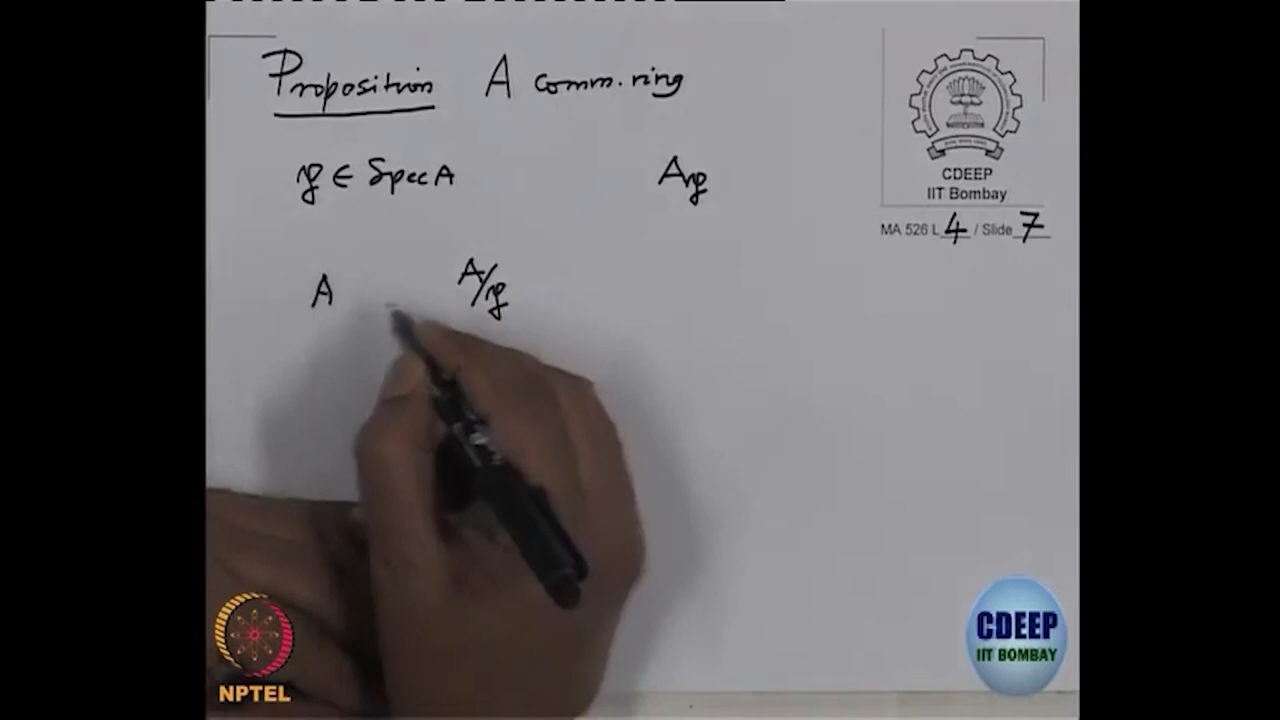 Proposition A comm. ring
𝔭 ∈ Spec A A𝔭
A A/𝔭
CDEEP
IIT Bombay
MA 526 L 4 / Slide 7
NPTEL
CDEEP
IIT BOMBAY